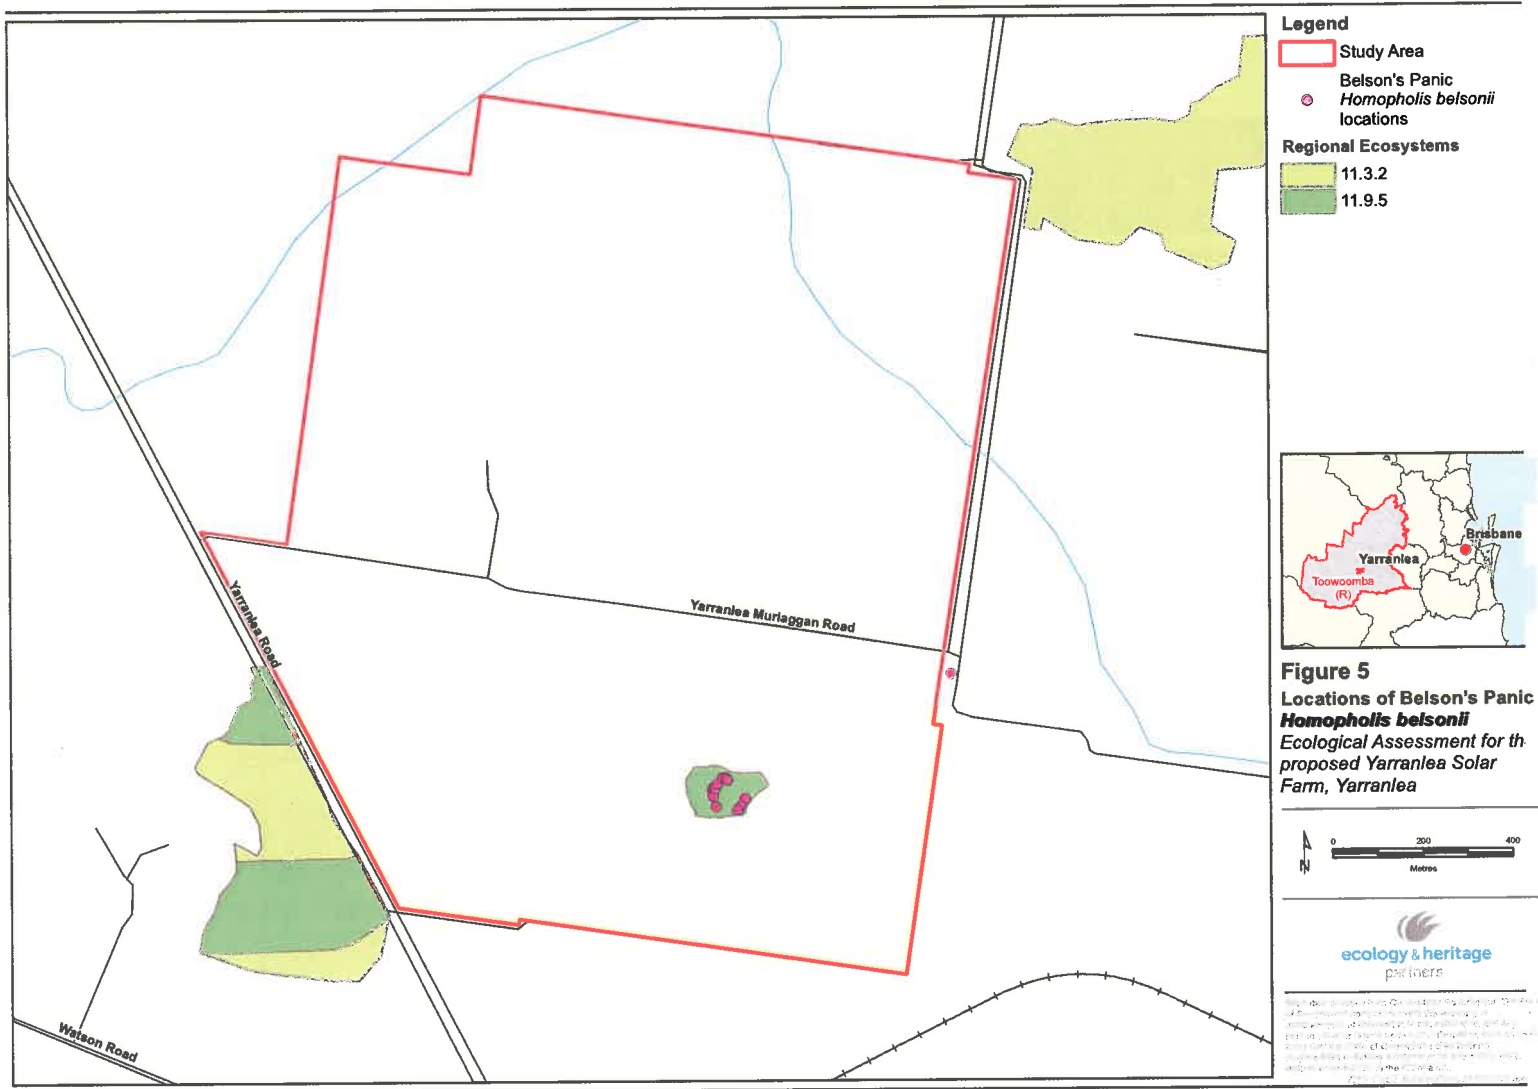 Legend
Study Area
Belson's Panic
Homopholis belsonii
locations
Regional Ecosystems
11.3.2
11.9.5
Yarranlea Road
Yarranlea Murlaggan Road
Watson Road
Brisbane
Yarranlea
Toowoomba
(R)
Figure 5
Locations of Belson's Panic
Homopholis belsonii
Ecological Assessment for th
proposed Yarranlea Solar
Farm, Yarranlea
N
0 200 400
Metres
ecology & heritage
partners